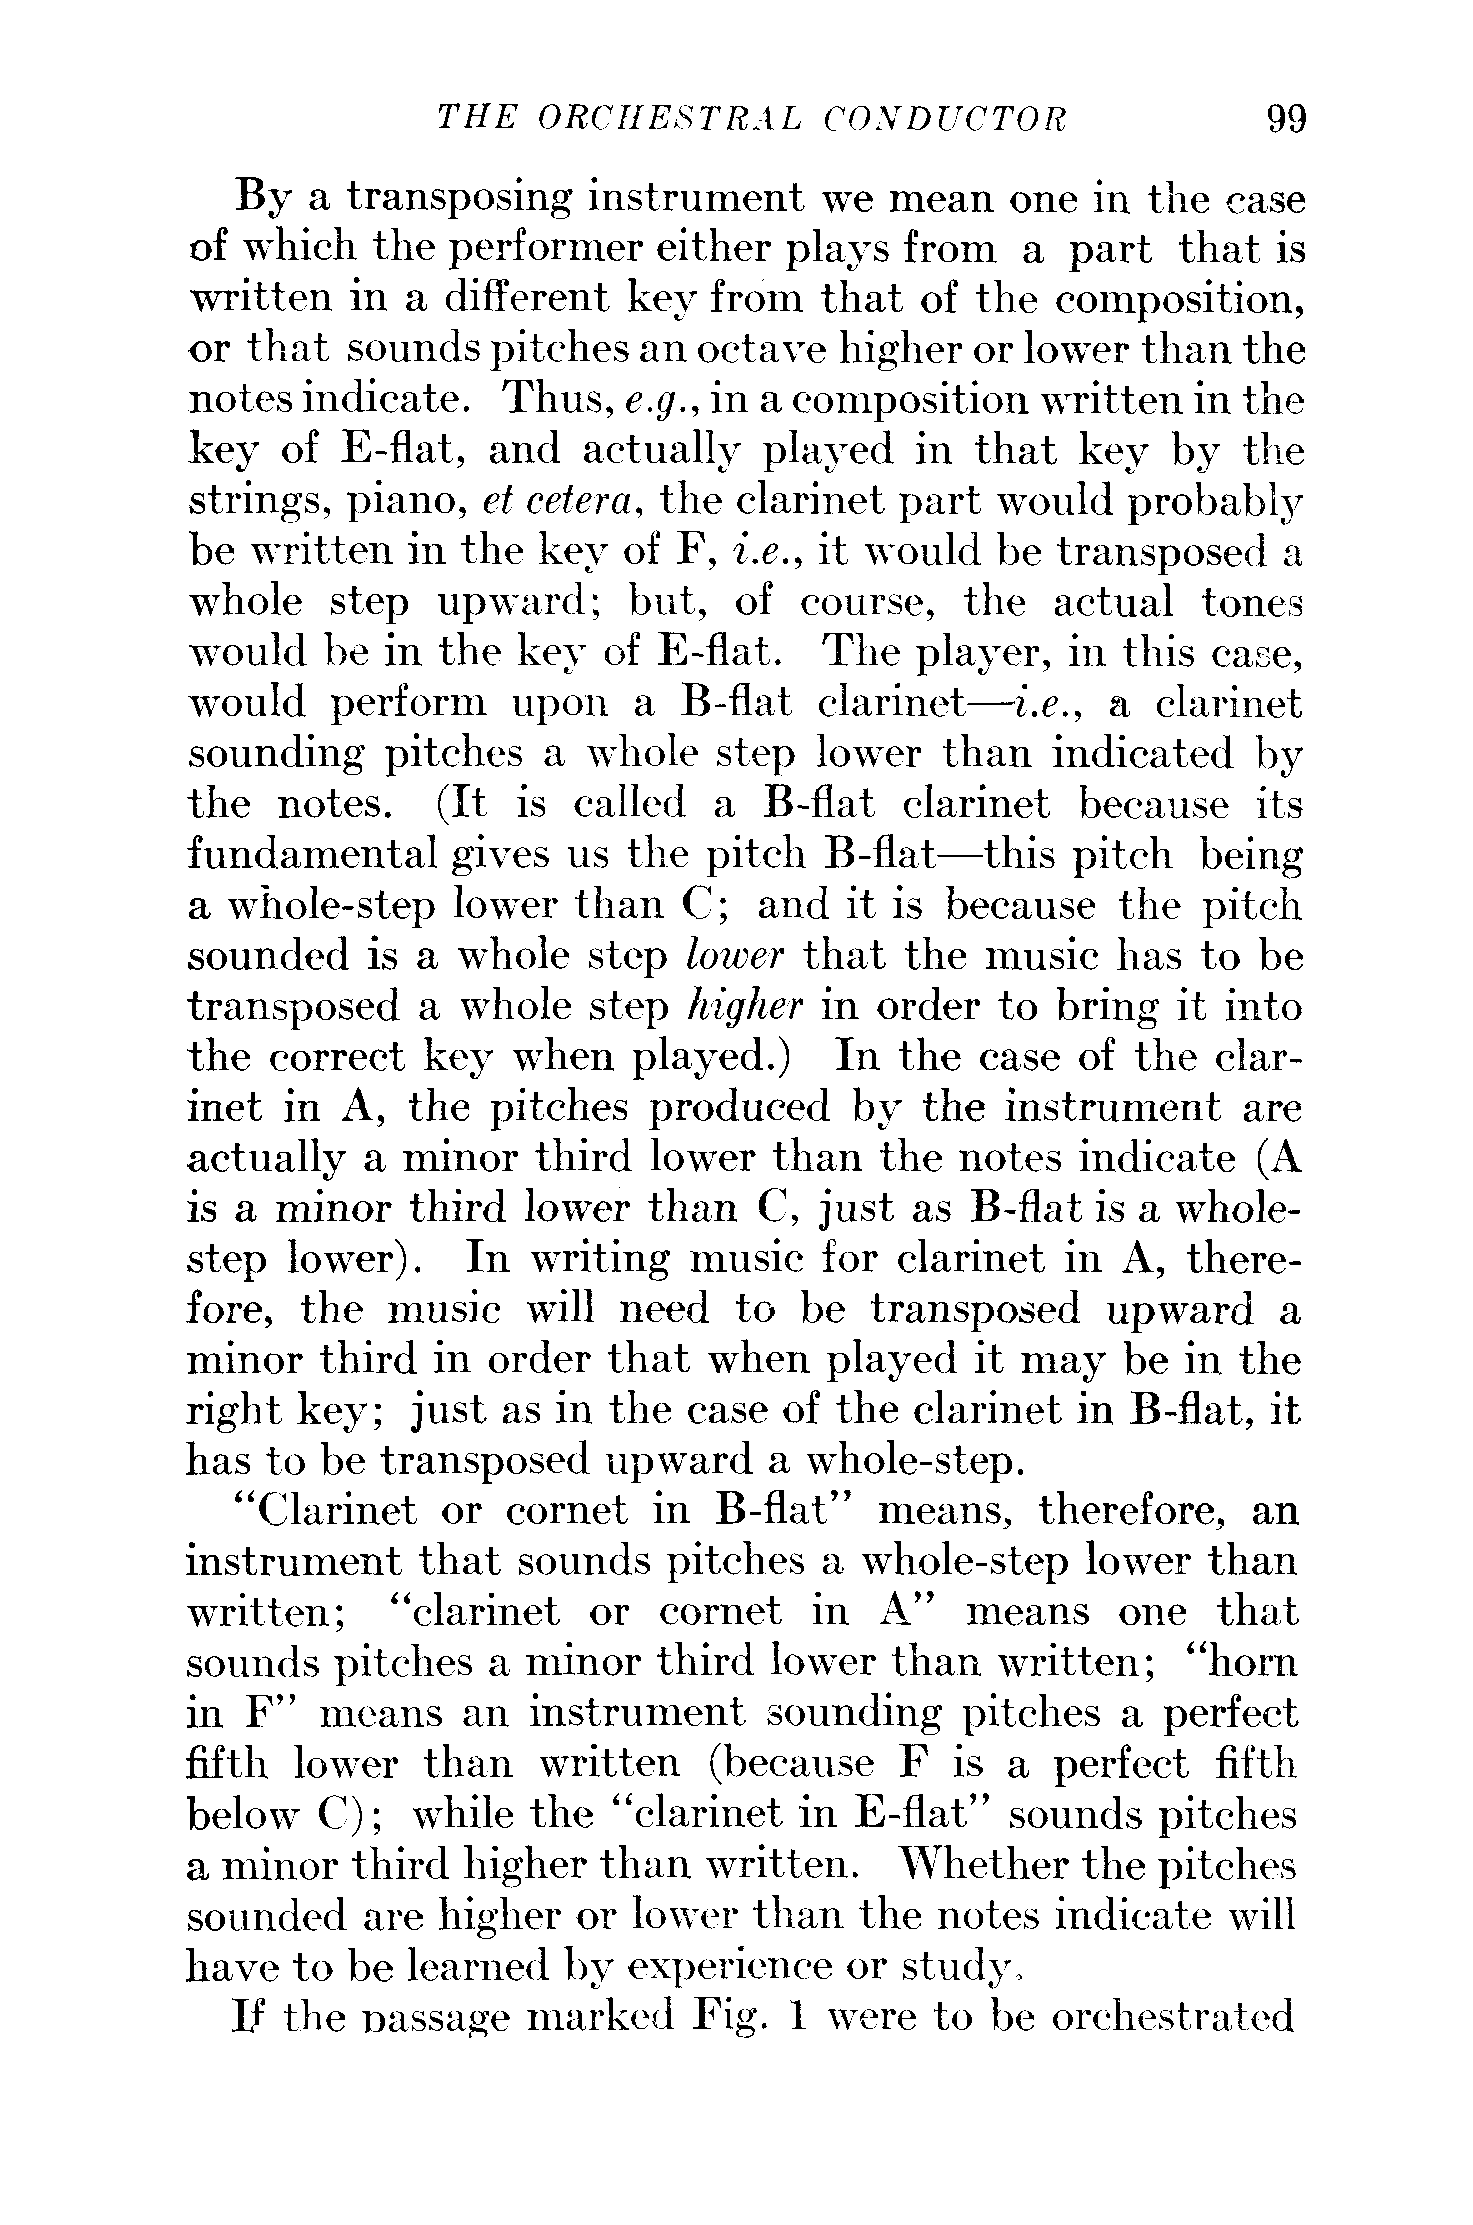 THE ORCHESTRAL CONDUCTOR 99
By a transposing instrument we mean one in the case
of which the performer either plays from a part that is
written in a different key from that of the composition,
or that sounds pitches an octave higher or lower than the
notes indicate. Thus, e.g., in a composition written in the
key of E-flat, and actually played in that key by the
strings, piano, et cetera, the clarinet part would probably
be written in the key of F, i.e., it would be transposed a
whole step upward; but, of course, the actual tones
would be in the key of E-flat. The player, in this case,
would perform upon a B-flat clarinet—i.e., a clarinet
sounding pitches a whole step lower than indicated by
the notes. (It is called a B-flat clarinet because its
fundamental gives us the pitch B-flat—this pitch being
a whole-step lower than C; and it is because the pitch
sounded is a whole step lower that the music has to be
transposed a whole step higher in order to bring it into
the correct key when played.) In the case of the clar-
inet in A, the pitches produced by the instrument are
actually a minor third lower than the notes indicate (A
is a minor third lower than C, just as B-flat is a whole-
step lower). In writing music for clarinet in A, there-
fore, the music will need to be transposed upward a
minor third in order that when played it may be in the
right key; just as in the case of the clarinet in B-flat, it
has to be transposed upward a whole-step.
“Clarinet or cornet in B-flat” means, therefore, an
instrument that sounds pitches a whole-step lower than
written; “clarinet or cornet in A” means one that
sounds pitches a minor third lower than written; “horn
in F” means an instrument sounding pitches a perfect
fifth lower than written (because F is a perfect fifth
below C); while the “clarinet in E-flat” sounds pitches
a minor third higher than written. Whether the pitches
sounded are higher or lower than the notes indicate will
have to be learned by experience or study.
If the passage marked Fig. 1 were to be orchestrated